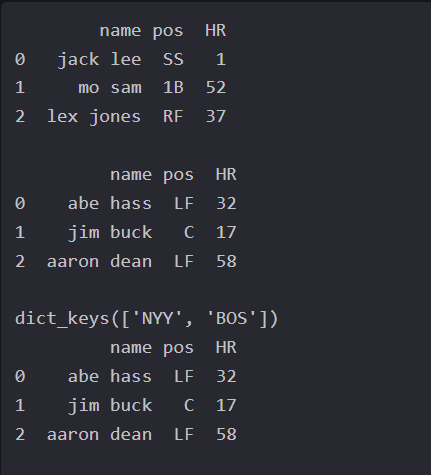 name pos HR
0 jack lee SS 1
1 mo sam 1B 52
2 lex jones RF 37
name pos HR
0 abe hass LF 32
1 jim buck C 17
2 aaron dean LF 58
dict_keys(['NYY', 'BOS'])
name pos HR
0 abe hass LF 32
1 jim buck C 17
2 aaron dean LF 58